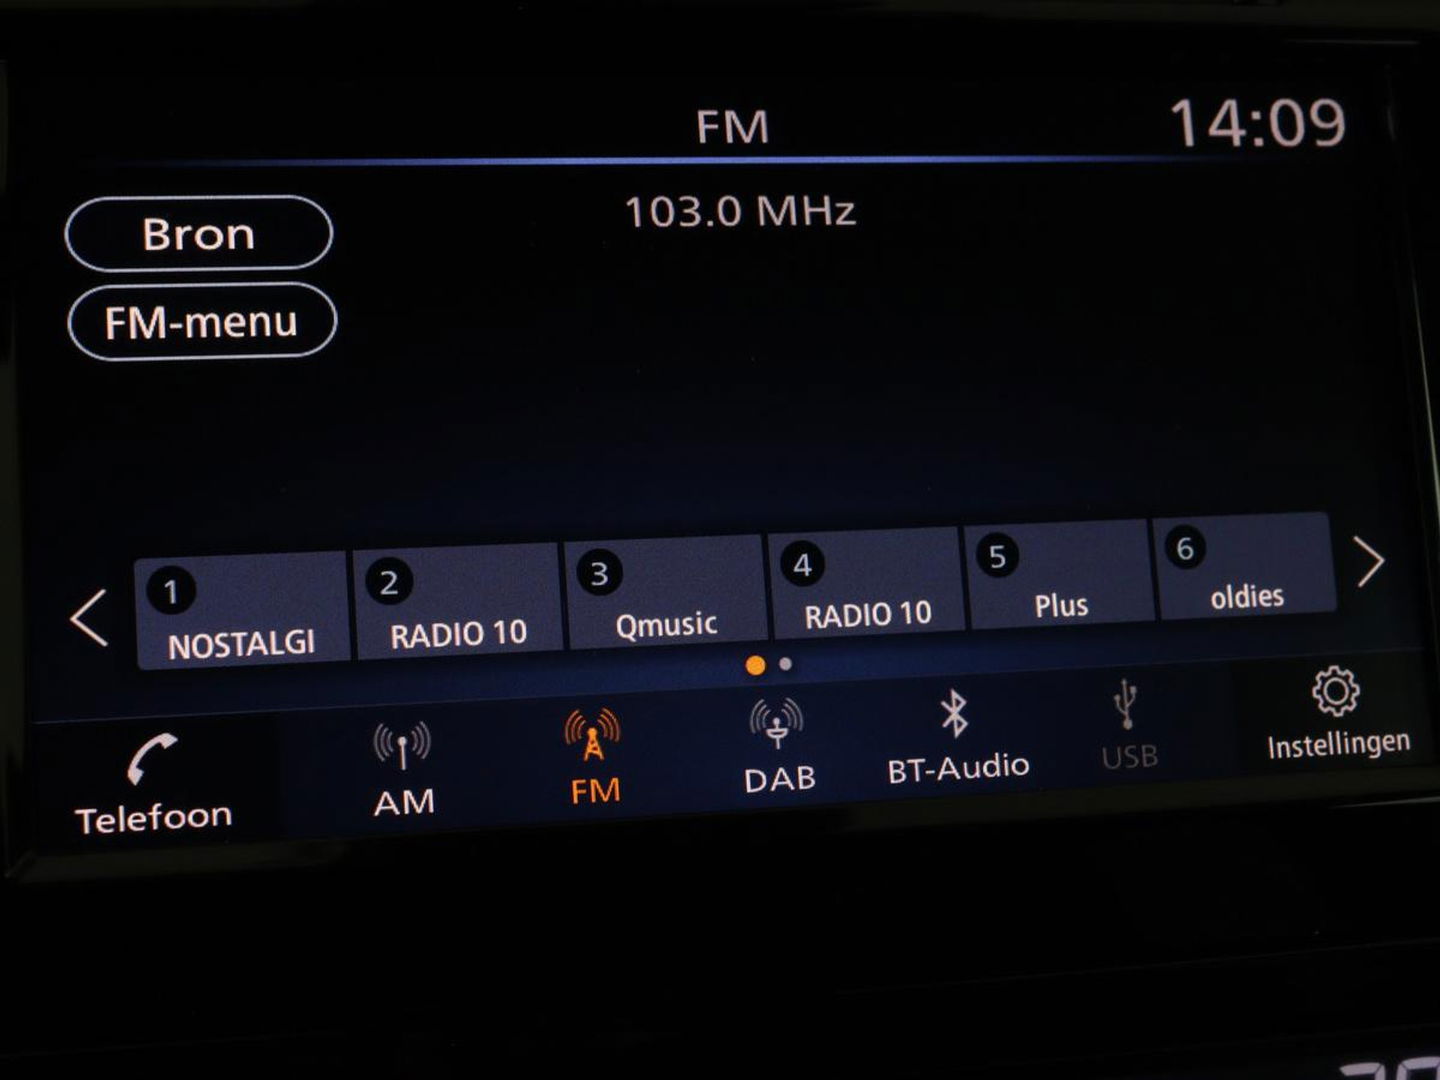 FM
14:09
103.0 MHz
Bron
FM-menu
1 NOSTALGI
2 RADIO 10
3 Qmusic
4 RADIO 10
5 Plus
6 oldies
Telefoon
AM
FM
DAB
BT-Audio
USB
Instellingen